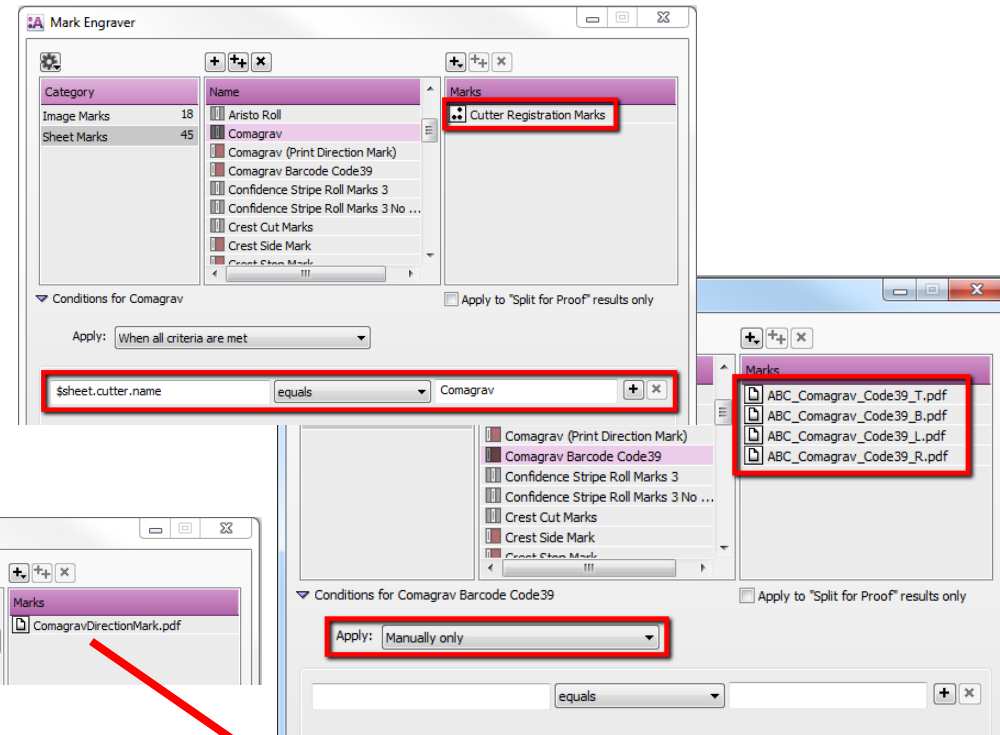 :A Mark Engraver
Category
Image Marks 18
Sheet Marks 45
Name
Aristo Roll
Comagrav
Comagrav (Print Direction Mark)
Comagrav Barcode Code39
Confidence Stripe Roll Marks 3
Confidence Stripe Roll Marks 3 No ...
Crest Cut Marks
Crest Side Mark
Crest Stop Mark
Marks
Cutter Registration Marks
Conditions for Comagrav
Apply to "Split for Proof" results only
Apply: When all criteria are met
$sheet.cutter.name equals Comagrav
Marks
ABC_Comagrav_Code39_T.pdf
ABC_Comagrav_Code39_B.pdf
ABC_Comagrav_Code39_L.pdf
ABC_Comagrav_Code39_R.pdf
Comagrav (Print Direction Mark)
Comagrav Barcode Code39
Confidence Stripe Roll Marks 3
Confidence Stripe Roll Marks 3 No ...
Crest Cut Marks
Crest Side Mark
Crest Stop Mark
Conditions for Comagrav Barcode Code39
Apply to "Split for Proof" results only
Apply: Manually only
equals
Marks
ComagravDirectionMark.pdf